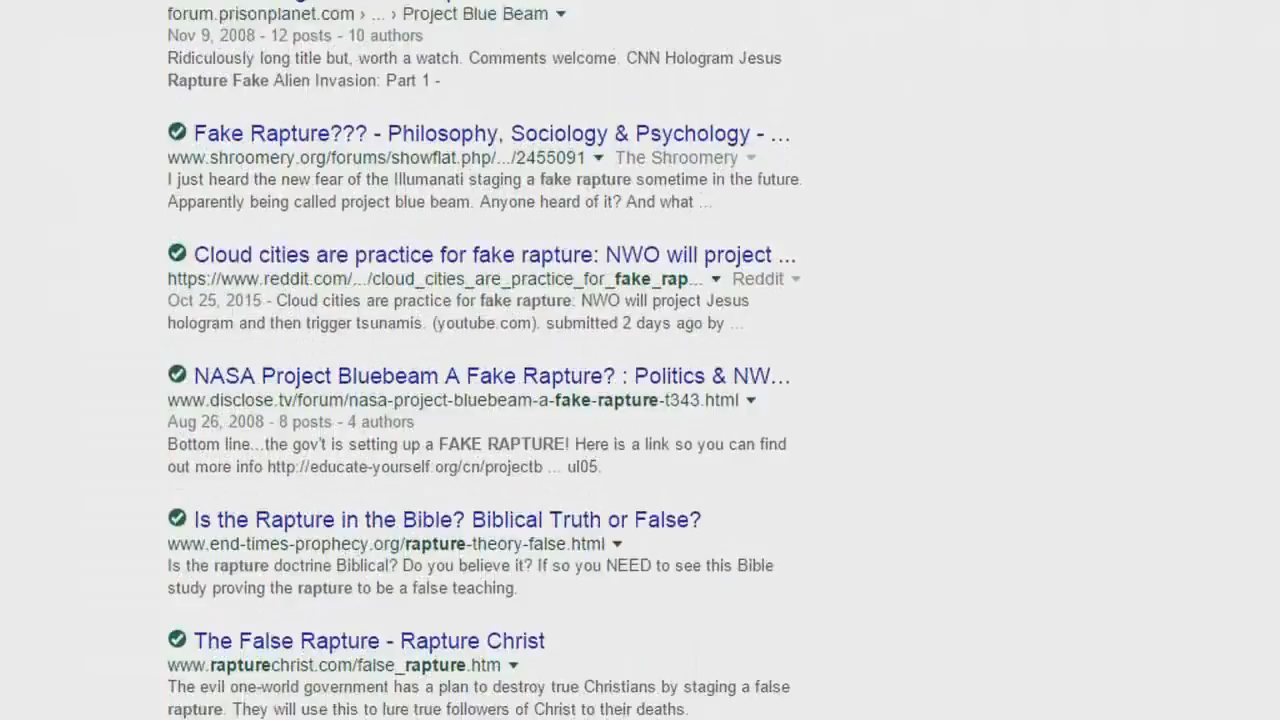 forum.prisonplanet.com › ... › Project Blue Beam
Nov 9, 2008 - 12 posts - 10 authors
Ridiculously long title but, worth a watch. Comments welcome. CNN Hologram Jesus
Rapture Fake Alien Invasion: Part 1 -
Fake Rapture??? - Philosophy, Sociology & Psychology - ...
www.shroomery.org/forums/showflat.php/.../2455091 The Shroomery
I just heard the new fear of the Illumanati staging a fake rapture sometime in the future.
Apparently being called project blue beam. Anyone heard of it? And what ...
Cloud cities are practice for fake rapture: NWO will project ...
https://www.reddit.com/.../cloud_cities_are_practice_for_fake_rap... Reddit
Oct 25, 2015 - Cloud cities are practice for fake rapture: NWO will project Jesus
hologram and then trigger tsunamis. (youtube.com). submitted 2 days ago by ...
NASA Project Bluebeam A Fake Rapture? : Politics & NW...
www.disclose.tv/forum/nasa-project-bluebeam-a-fake-rapture-t343.html
Aug 26, 2008 - 8 posts - 4 authors
Bottom line...the gov't is setting up a FAKE RAPTURE! Here is a link so you can find
out more info http://educate-yourself.org/cn/projectb ... ul05.
Is the Rapture in the Bible? Biblical Truth or False?
www.end-times-prophecy.org/rapture-theory-false.html
Is the rapture doctrine Biblical? Do you believe it? If so you NEED to see this Bible
study proving the rapture to be a false teaching.
The False Rapture - Rapture Christ
www.rapturechrist.com/false_rapture.htm
The evil one-world government has a plan to destroy true Christians by staging a false
rapture. They will use this to lure true followers of Christ to their deaths.